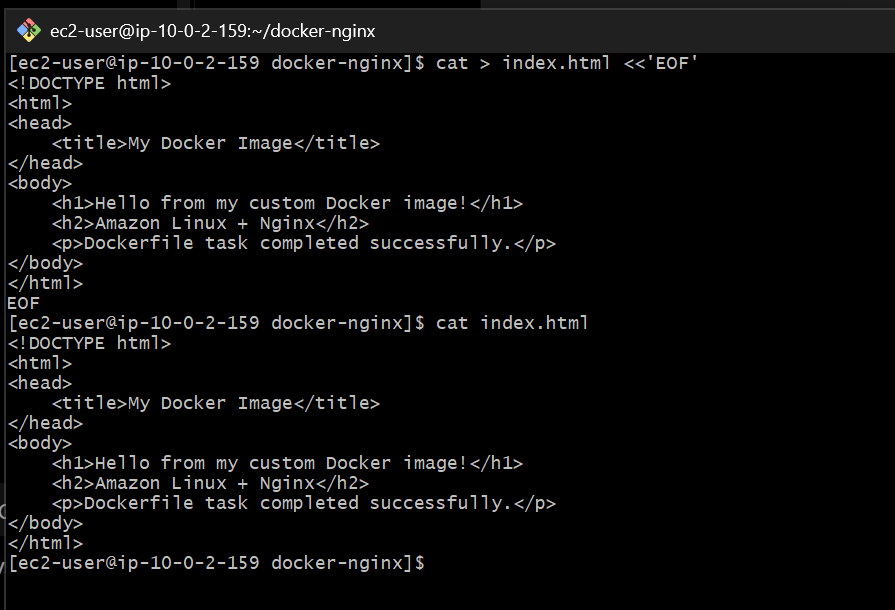 ec2-user@ip-10-0-2-159:~/docker-nginx
[ec2-user@ip-10-0-2-159 docker-nginx]$ cat > index.html <<'EOF'
<!DOCTYPE html>
<html>
<head>
    <title>My Docker Image</title>
</head>
<body>
    <h1>Hello from my custom Docker image!</h1>
    <h2>Amazon Linux + Nginx</h2>
    <p>Dockerfile task completed successfully.</p>
</body>
</html>
EOF
[ec2-user@ip-10-0-2-159 docker-nginx]$ cat index.html
<!DOCTYPE html>
<html>
<head>
    <title>My Docker Image</title>
</head>
<body>
    <h1>Hello from my custom Docker image!</h1>
    <h2>Amazon Linux + Nginx</h2>
    <p>Dockerfile task completed successfully.</p>
</body>
</html>
[ec2-user@ip-10-0-2-159 docker-nginx]$